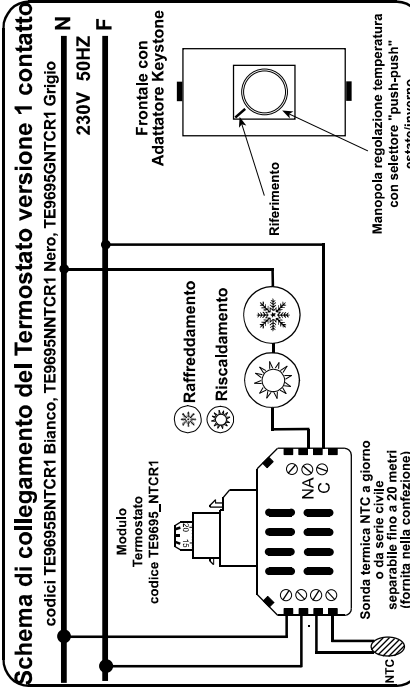 Schema di collegamento del Termostato versione 1 contatto
codici TE9695BNTCR1 Bianco, TE9695NNTCR1 Nero, TE9695GNTCR1 Grigio
N
230V 50HZ
F
Frontale con
Adattatore Keystone
Riferimento
Manopola regolazione temperatura
con selettore "push-push"
Raffreddamento
Riscaldamento
Modulo
Termostato
codice TE9695_NTCR1
20
15
NA
C
Sonda termica NTC a giorno
o da serie civile
separabile fino a 20 metri
(fornita nella confezione)
NTC